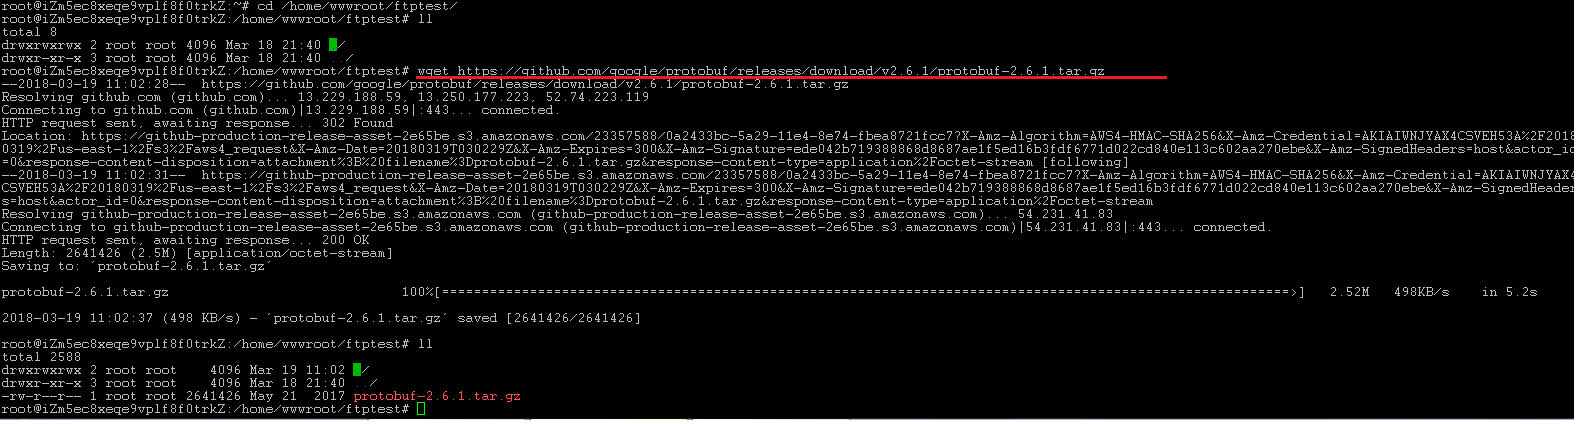 root@iZm5ec8xeqe9vplf8f0trkZ:~# cd /home/wwwroot/ftptest/
root@iZm5ec8xeqe9vplf8f0trkZ:/home/wwwroot/ftptest# ll
total 8
drwxrwxrwx 2 root root 4096 Mar 18 21:40 ./
drwxr-xr-x 3 root root 4096 Mar 18 21:40 ../
root@iZm5ec8xeqe9vplf8f0trkZ:/home/wwwroot/ftptest# wget https://github.com/google/protobuf/releases/download/v2.6.1/protobuf-2.6.1.tar.gz
--2018-03-19 11:02:28--  https://github.com/google/protobuf/releases/download/v2.6.1/protobuf-2.6.1.tar.gz
Resolving github.com (github.com)... 13.229.188.59, 13.250.177.223, 52.74.223.119
Connecting to github.com (github.com)|13.229.188.59|:443... connected.
HTTP request sent, awaiting response... 302 Found
Location: https://github-production-release-asset-2e65be.s3.amazonaws.com/23357588/0a2433bc-5a29-11e4-8e74-fbea8721fcc7?X-Amz-Algorithm=AWS4-HMAC-SHA256&X-Amz-Credential=AKIAIWNJYAX4CSVEH53A%2F2018
0319%2Fus-east-1%2Fs3%2Faws4_request&X-Amz-Date=20180319T030229Z&X-Amz-Expires=300&X-Amz-Signature=ede042b719388868d8687ae1f5ed16b3fdf6771d022cd840e113c602aa270ebe&X-Amz-SignedHeaders=host&actor_id
=0&response-content-disposition=attachment%3B%20filename%3Dprotobuf-2.6.1.tar.gz&response-content-type=application%2Foctet-stream [following]
--2018-03-19 11:02:31--  https://github-production-release-asset-2e65be.s3.amazonaws.com/23357588/0a2433bc-5a29-11e4-8e74-fbea8721fcc7?X-Amz-Algorithm=AWS4-HMAC-SHA256&X-Amz-Credential=AKIAIWNJYAX4
CSVEH53A%2F20180319%2Fus-east-1%2Fs3%2Faws4_request&X-Amz-Date=20180319T030229Z&X-Amz-Expires=300&X-Amz-Signature=ede042b719388868d8687ae1f5ed16b3fdf6771d022cd840e113c602aa270ebe&X-Amz-SignedHeader
s=host&actor_id=0&response-content-disposition=attachment%3B%20filename%3Dprotobuf-2.6.1.tar.gz&response-content-type=application%2Foctet-stream
Resolving github-production-release-asset-2e65be.s3.amazonaws.com (github-production-release-asset-2e65be.s3.amazonaws.com)... 54.231.41.83
Connecting to github-production-release-asset-2e65be.s3.amazonaws.com (github-production-release-asset-2e65be.s3.amazonaws.com)|54.231.41.83|:443... connected.
HTTP request sent, awaiting response... 200 OK
Length: 2641426 (2.5M) [application/octet-stream]
Saving to: ‘protobuf-2.6.1.tar.gz’
protobuf-2.6.1.tar.gz 100%[==========================================================================================================>] 2.52M 498KB/s in 5.2s
2018-03-19 11:02:37 (498 KB/s) - ‘protobuf-2.6.1.tar.gz’ saved [2641426/2641426]
root@iZm5ec8xeqe9vplf8f0trkZ:/home/wwwroot/ftptest# ll
total 2588
drwxrwxrwx 2 root root    4096 Mar 19 11:02 ./
drwxr-xr-x 3 root root    4096 Mar 18 21:40 ../
-rw-r--r-- 1 root root 2641426 May 21  2017 protobuf-2.6.1.tar.gz
root@iZm5ec8xeqe9vplf8f0trkZ:/home/wwwroot/ftptest#